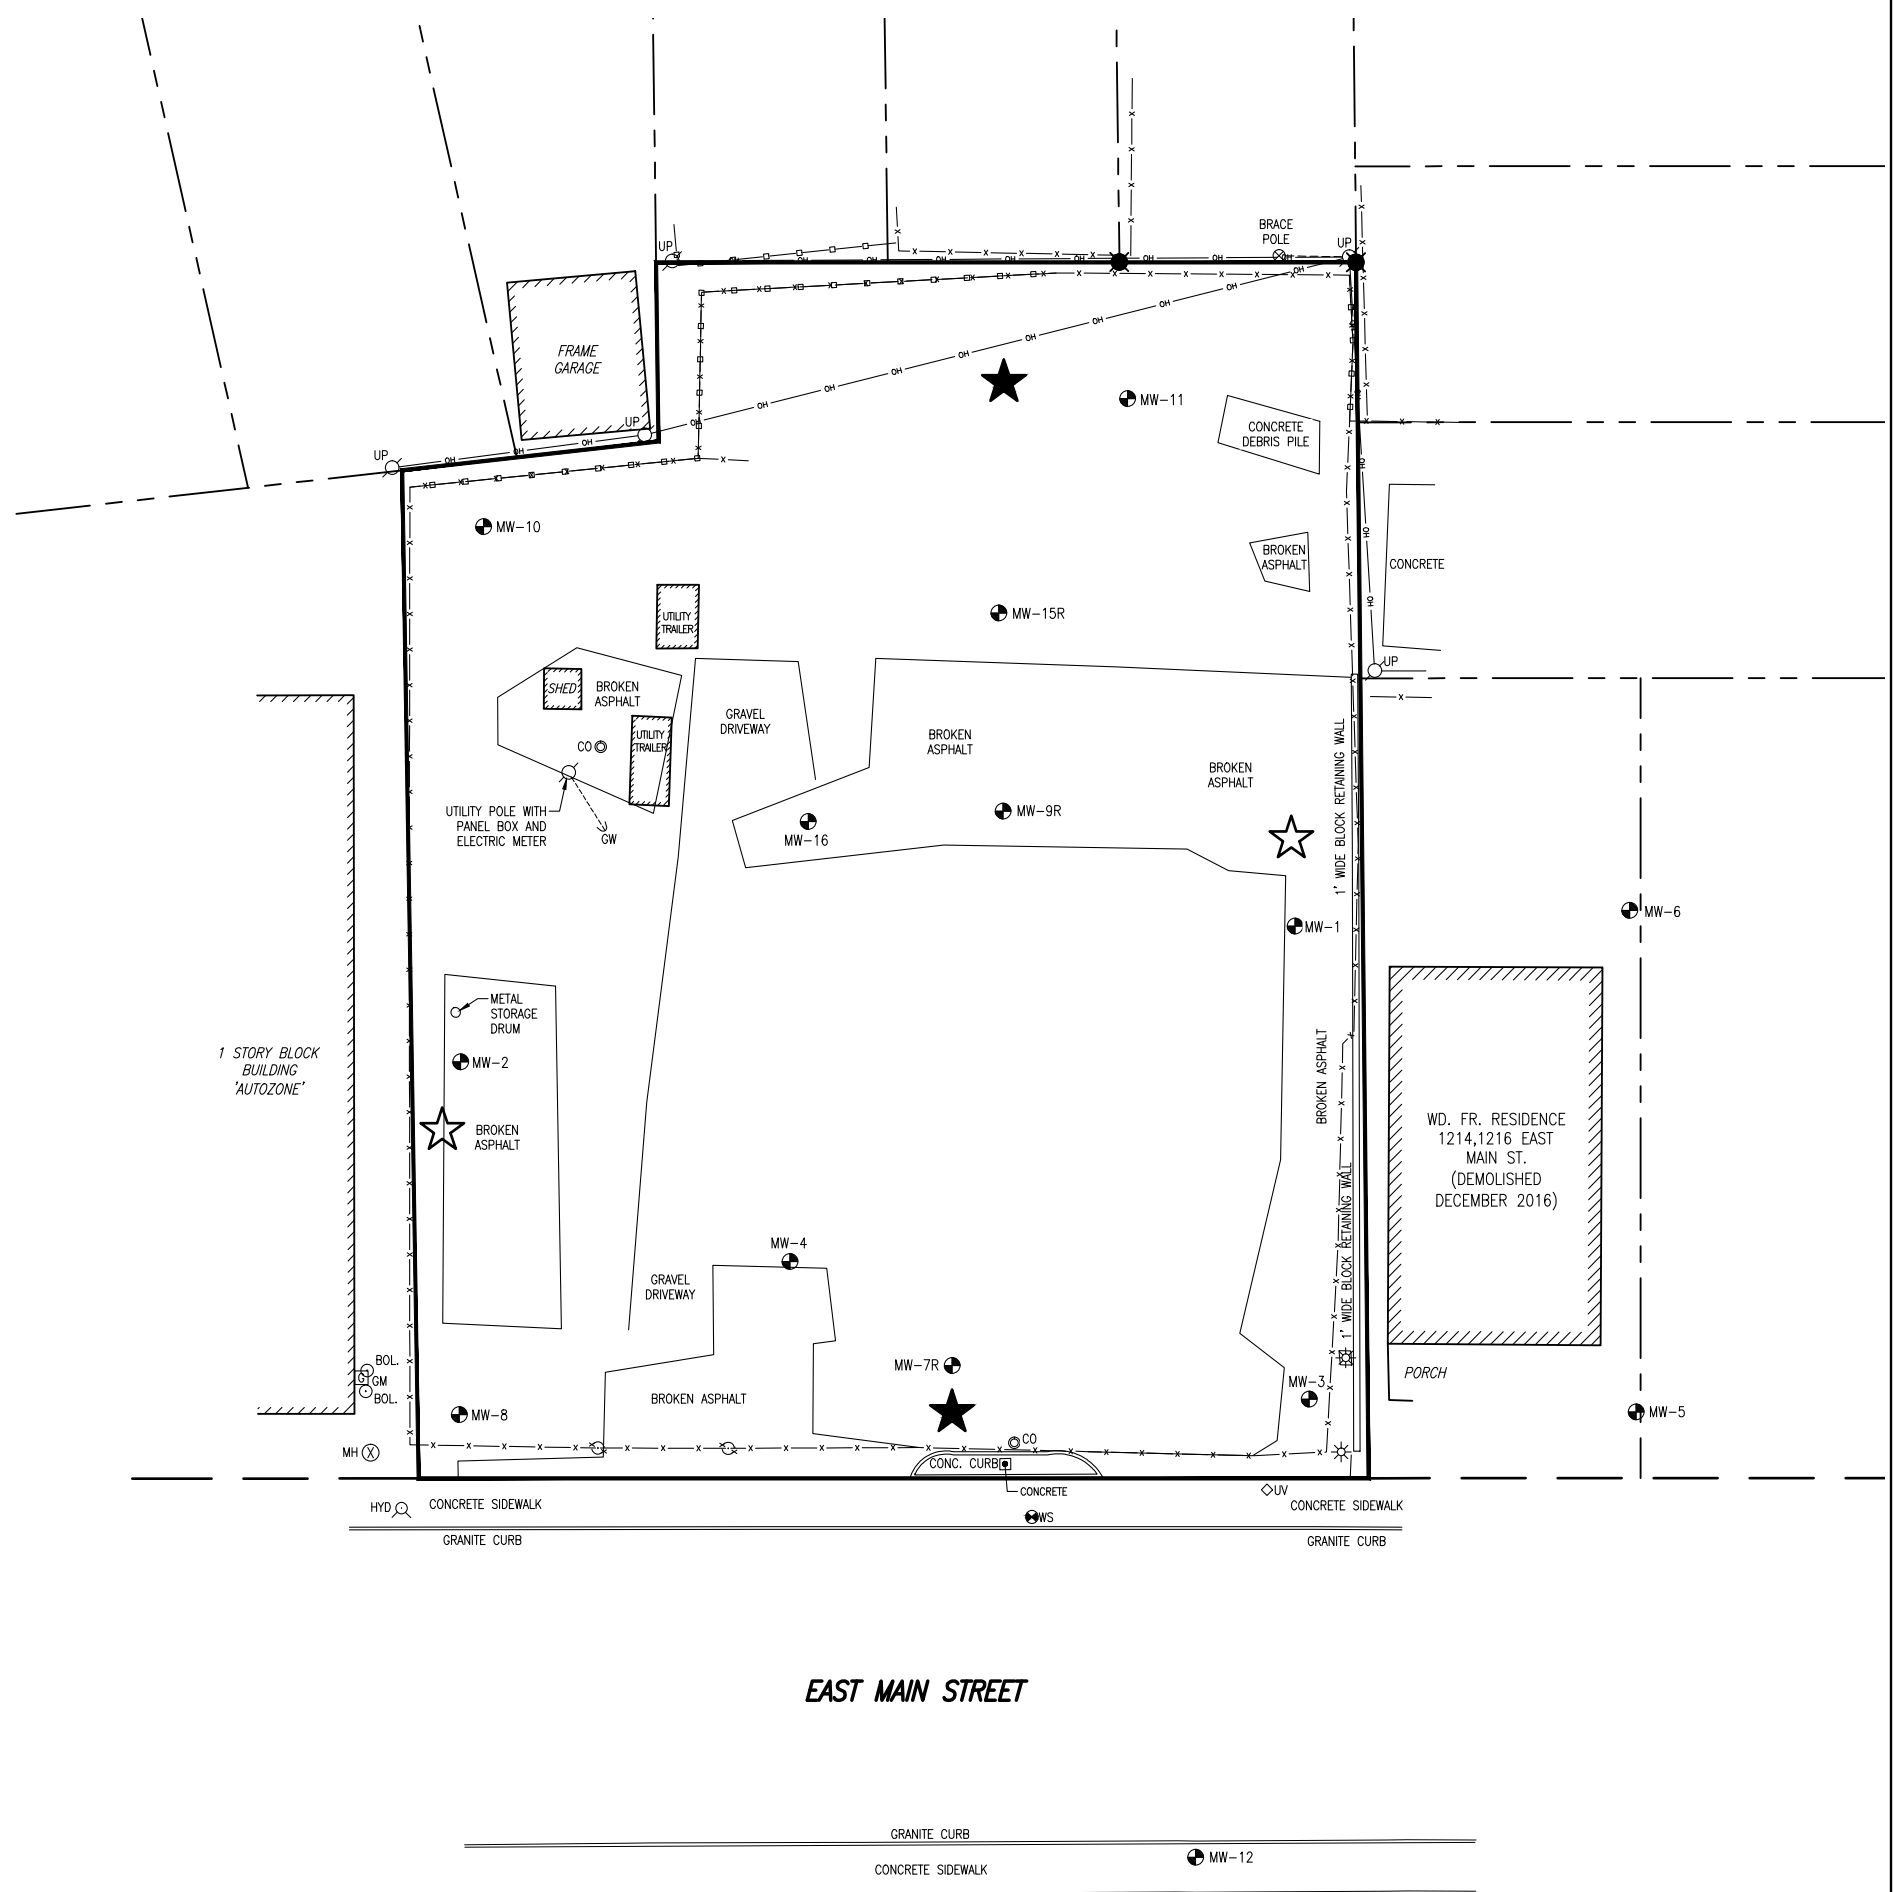 BRACE
POLE
UP
UP
OH
FRAME
GARAGE
UP
UP
MW-11
CONCRETE
DEBRIS PILE
MW-10
BROKEN
ASPHALT
CONCRETE
UTILITY
TRAILER
MW-15R
UP
SHED
BROKEN
ASPHALT
GRAVEL
DRIVEWAY
BROKEN
ASPHALT
BROKEN
ASPHALT
1' WIDE BLOCK RETAINING WALL
CO
UTILITY
TRAILER
UTILITY POLE WITH
PANEL BOX AND
ELECTRIC METER
GW
MW-16
MW-9R
MW-1
MW-6
METAL
STORAGE
DRUM
MW-2
1 STORY BLOCK
BUILDING
'AUTOZONE'
BROKEN
ASPHALT
BROKEN ASPHALT
WD. FR. RESIDENCE
1214,1216 EAST
MAIN ST.
(DEMOLISHED
DECEMBER 2016)
1' WIDE BLOCK RETAINING WALL
MW-4
GRAVEL
DRIVEWAY
BOL.
G
GM
BOL.
MW-7R
PORCH
MW-3
BROKEN ASPHALT
MW-8
MW-5
MH
CO
CONC. CURB
CONCRETE
UV
HYD
CONCRETE SIDEWALK
CONCRETE SIDEWALK
WS
GRANITE CURB
GRANITE CURB
EAST MAIN STREET
GRANITE CURB
CONCRETE SIDEWALK
MW-12